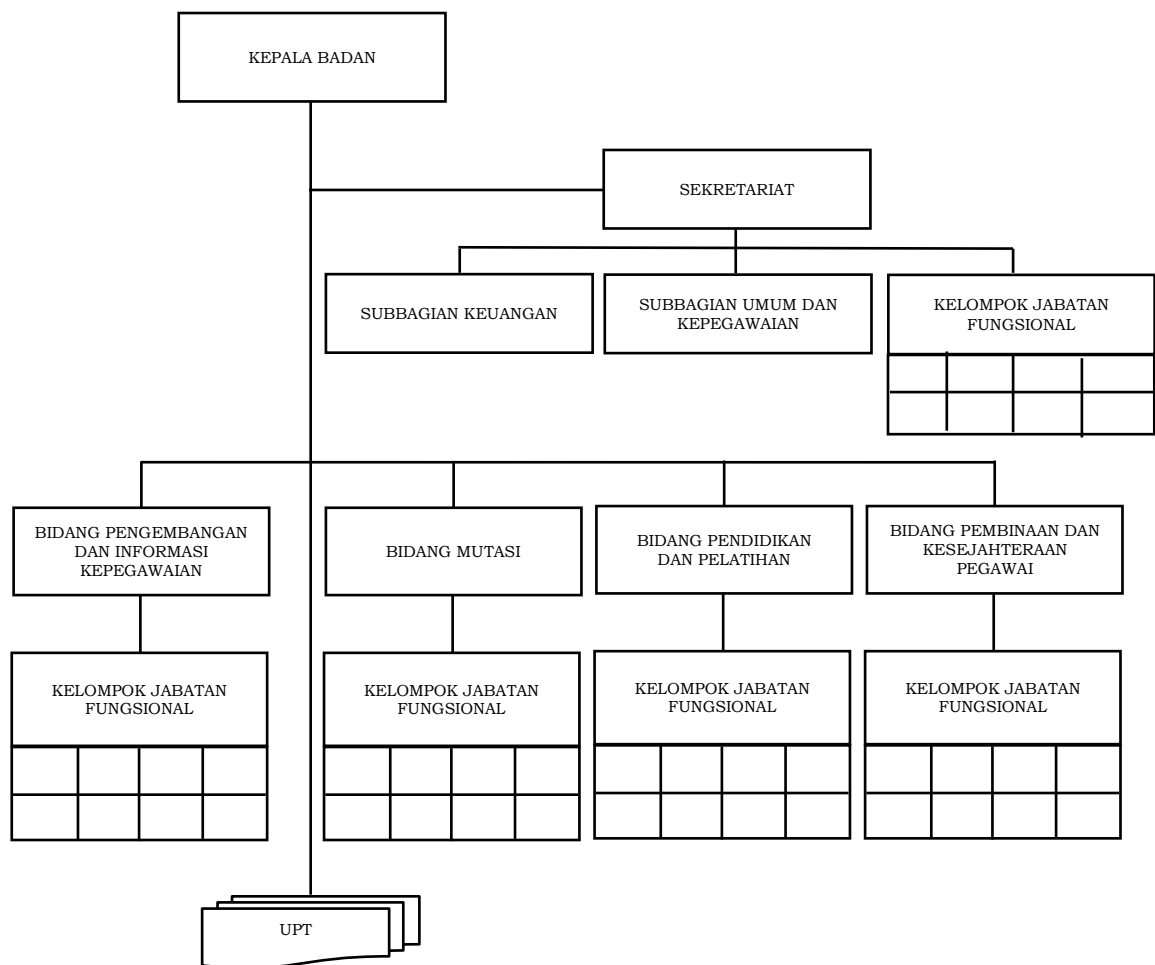 KEPALA BADAN
SEKRETARIAT
SUBBAGIAN KEUANGAN
SUBBAGIAN UMUM DAN
KEPEGAWAIAN
KELOMPOK JABATAN
FUNGSIONAL
BIDANG PENGEMBANGAN
DAN INFORMASI
KEPEGAWAIAN
BIDANG MUTASI
BIDANG PENDIDIKAN
DAN PELATIHAN
BIDANG PEMBINAAN DAN
KESEJAHTERAAN
PEGAWAI
KELOMPOK JABATAN
FUNGSIONAL
KELOMPOK JABATAN
FUNGSIONAL
KELOMPOK JABATAN
FUNGSIONAL
KELOMPOK JABATAN
FUNGSIONAL
UPT